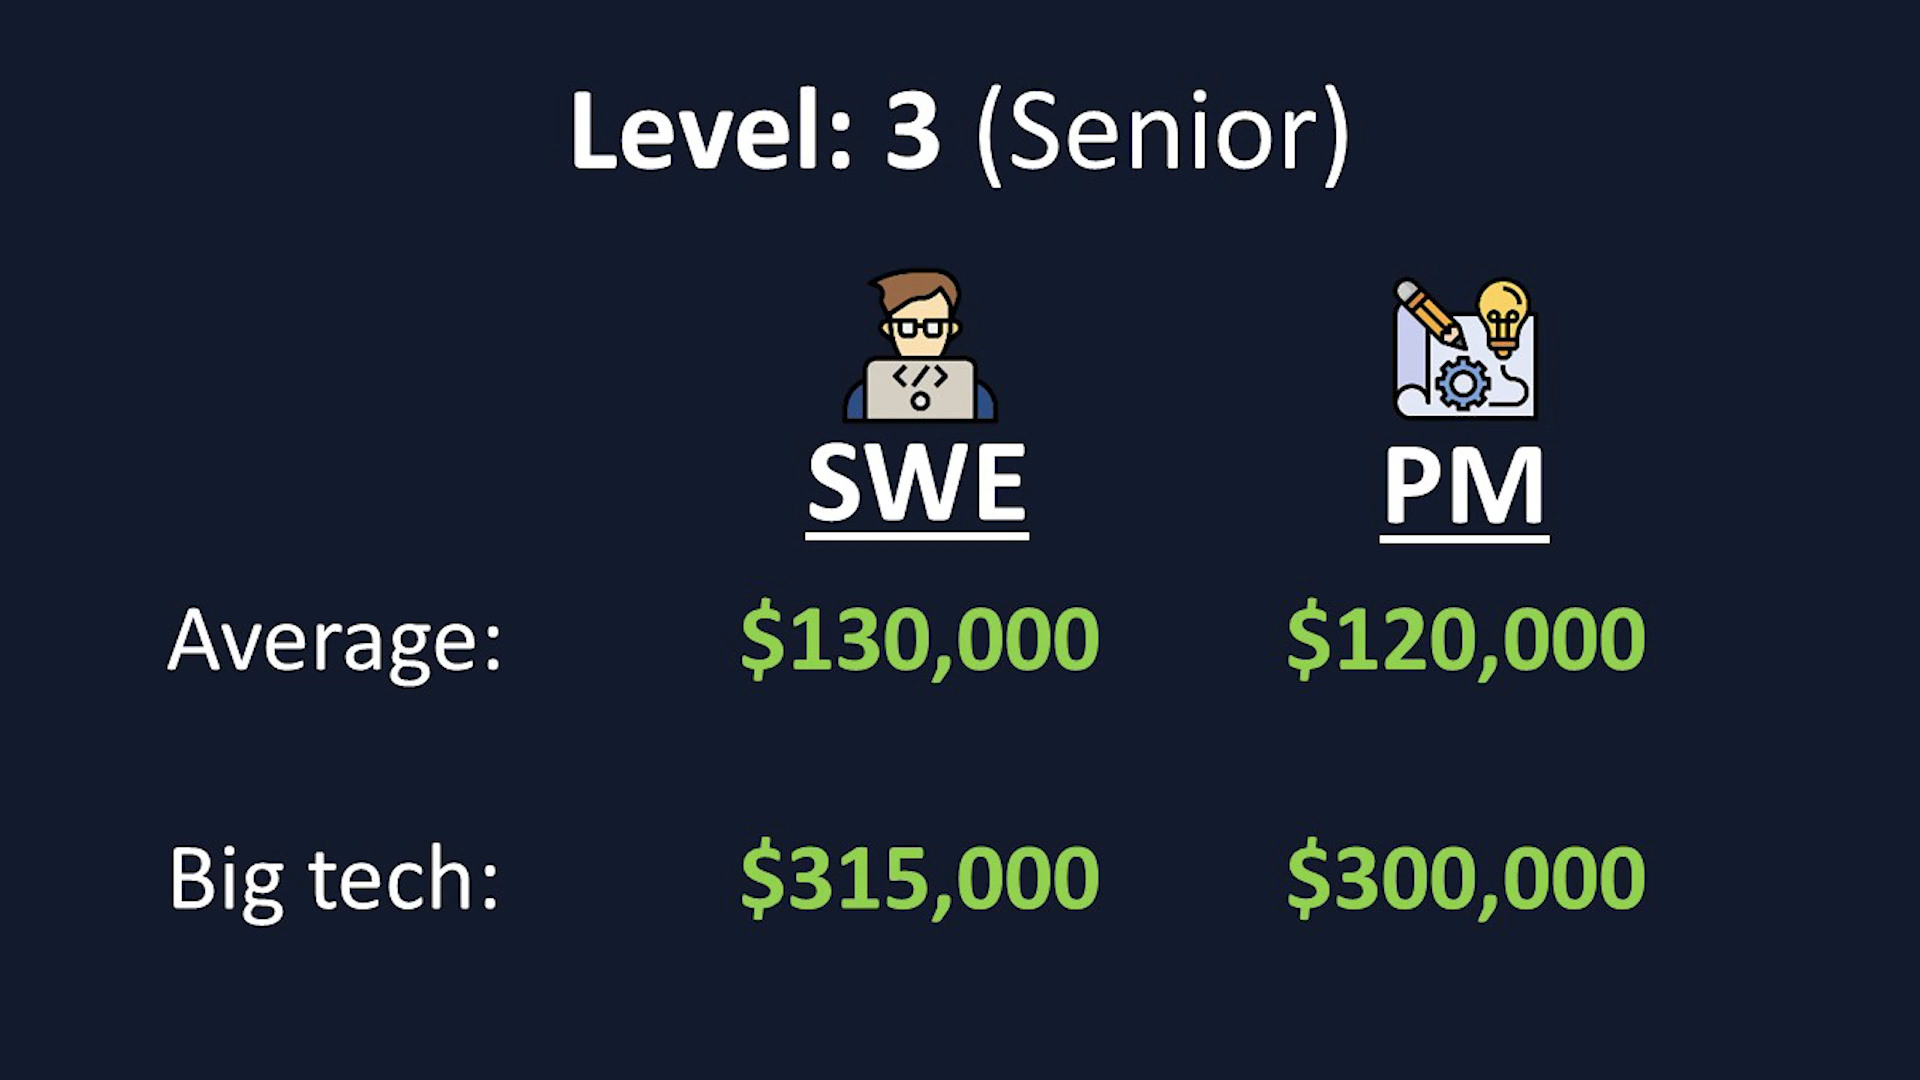 Level: 3 (Senior)
</>
SWE
PM
Average: $130,000 $120,000
Big tech: $315,000 $300,000